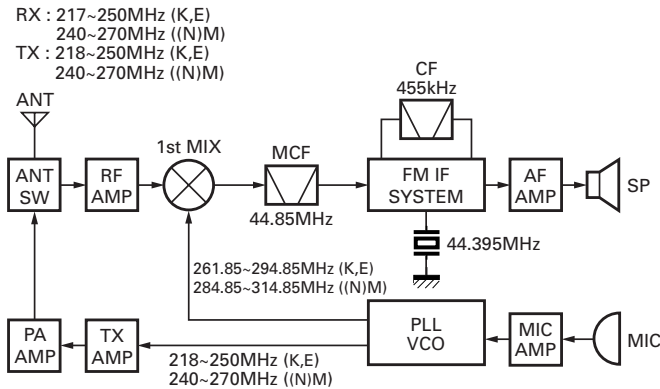 RX : 217~250MHz (K,E)
240~270MHz ((N)M)
TX : 218~250MHz (K,E)
240~270MHz ((N)M)
ANT
1st MIX
MCF
CF
455kHz
ANT
SW
RF
AMP
FM IF
SYSTEM
AF
AMP
SP
44.85MHz
44.395MHz
261.85~294.85MHz (K,E)
284.85~314.85MHz ((N)M)
PA
AMP
TX
AMP
PLL
VCO
MIC
AMP
MIC
218~250MHz (K,E)
240~270MHz ((N)M)